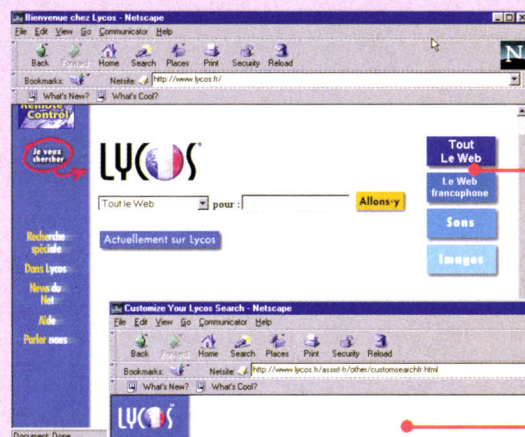 Bienvenue chez Lycos - Netscape
File Edit View Go Communicator Help
Back Forward Home Search Places Print Security Reload
N
Bookmarks Netsite: http://www.lycos.fr/
What's New? What's Cool?
Remote
Control
Je veux
chercher
LYCOS
Tout le Web pour : Allons-y
Actuellement sur Lycos
Tout
Le Web
Le Web
francophone
Sons
Images
Recherche
spéciale
Dans Lycos
News du
Net
Aide
Parler nous
Customize Your Lycos Search - Netscape
File Edit View Go Communicator Help
Back Forward Home Search Places Print Security Reload
Bookmarks Netsite: http://www.lycos.fr/assist-fr/other/customsearchfr.html
What's New? What's Cool?
LYCOS
Document: Done